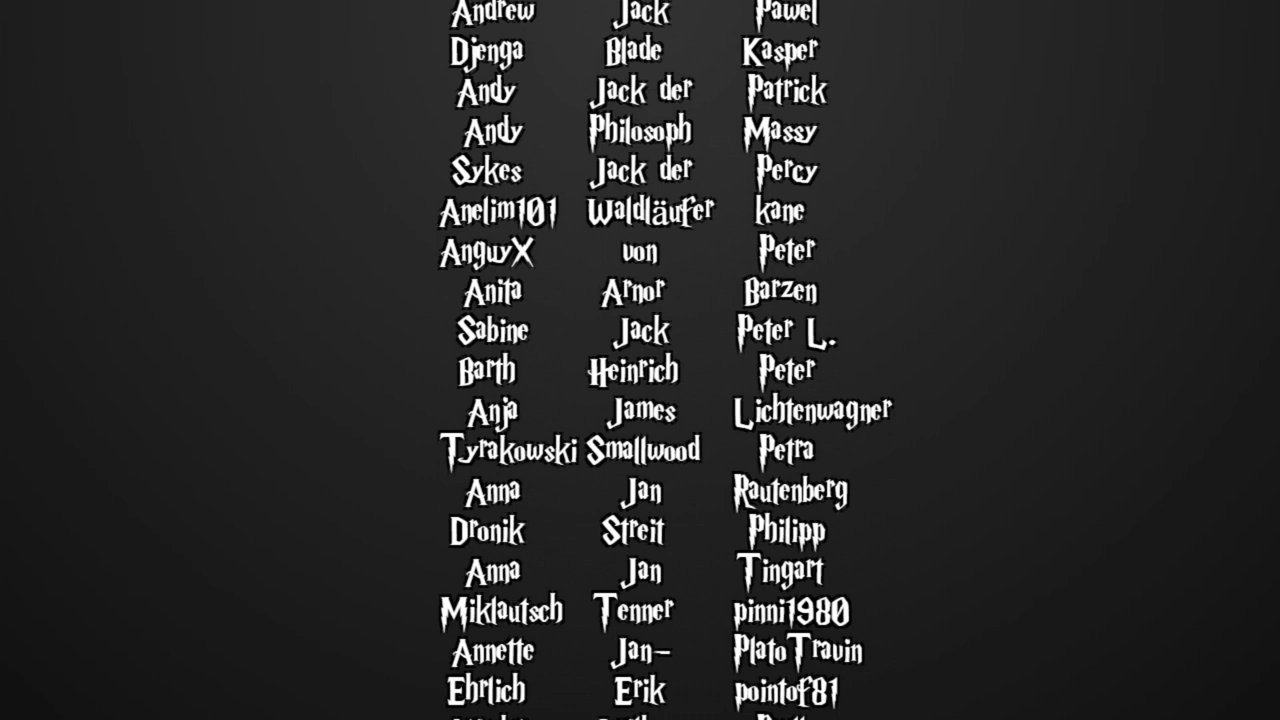 Andrew Jack Pawel
Djenga Blade Kasper
Andy Jack der Patrick
Andy Philosoph Massy
Sykes Jack der Percy
Anelim101 Waldläufer kane
AnguyX von Peter
Anita Arnor Barzen
Sabine Jack Peter L.
Barth Heinrich Peter
Anja James Lichtenwagner
Tyrakowski Smallwood Petra
Anna Jan Rautenberg
Dronik Streit Philipp
Anna Jan Tingart
Miklautsch Tenner pinni1980
Annette Jan- PlatoTravin
Ehrlich Erik pointof81